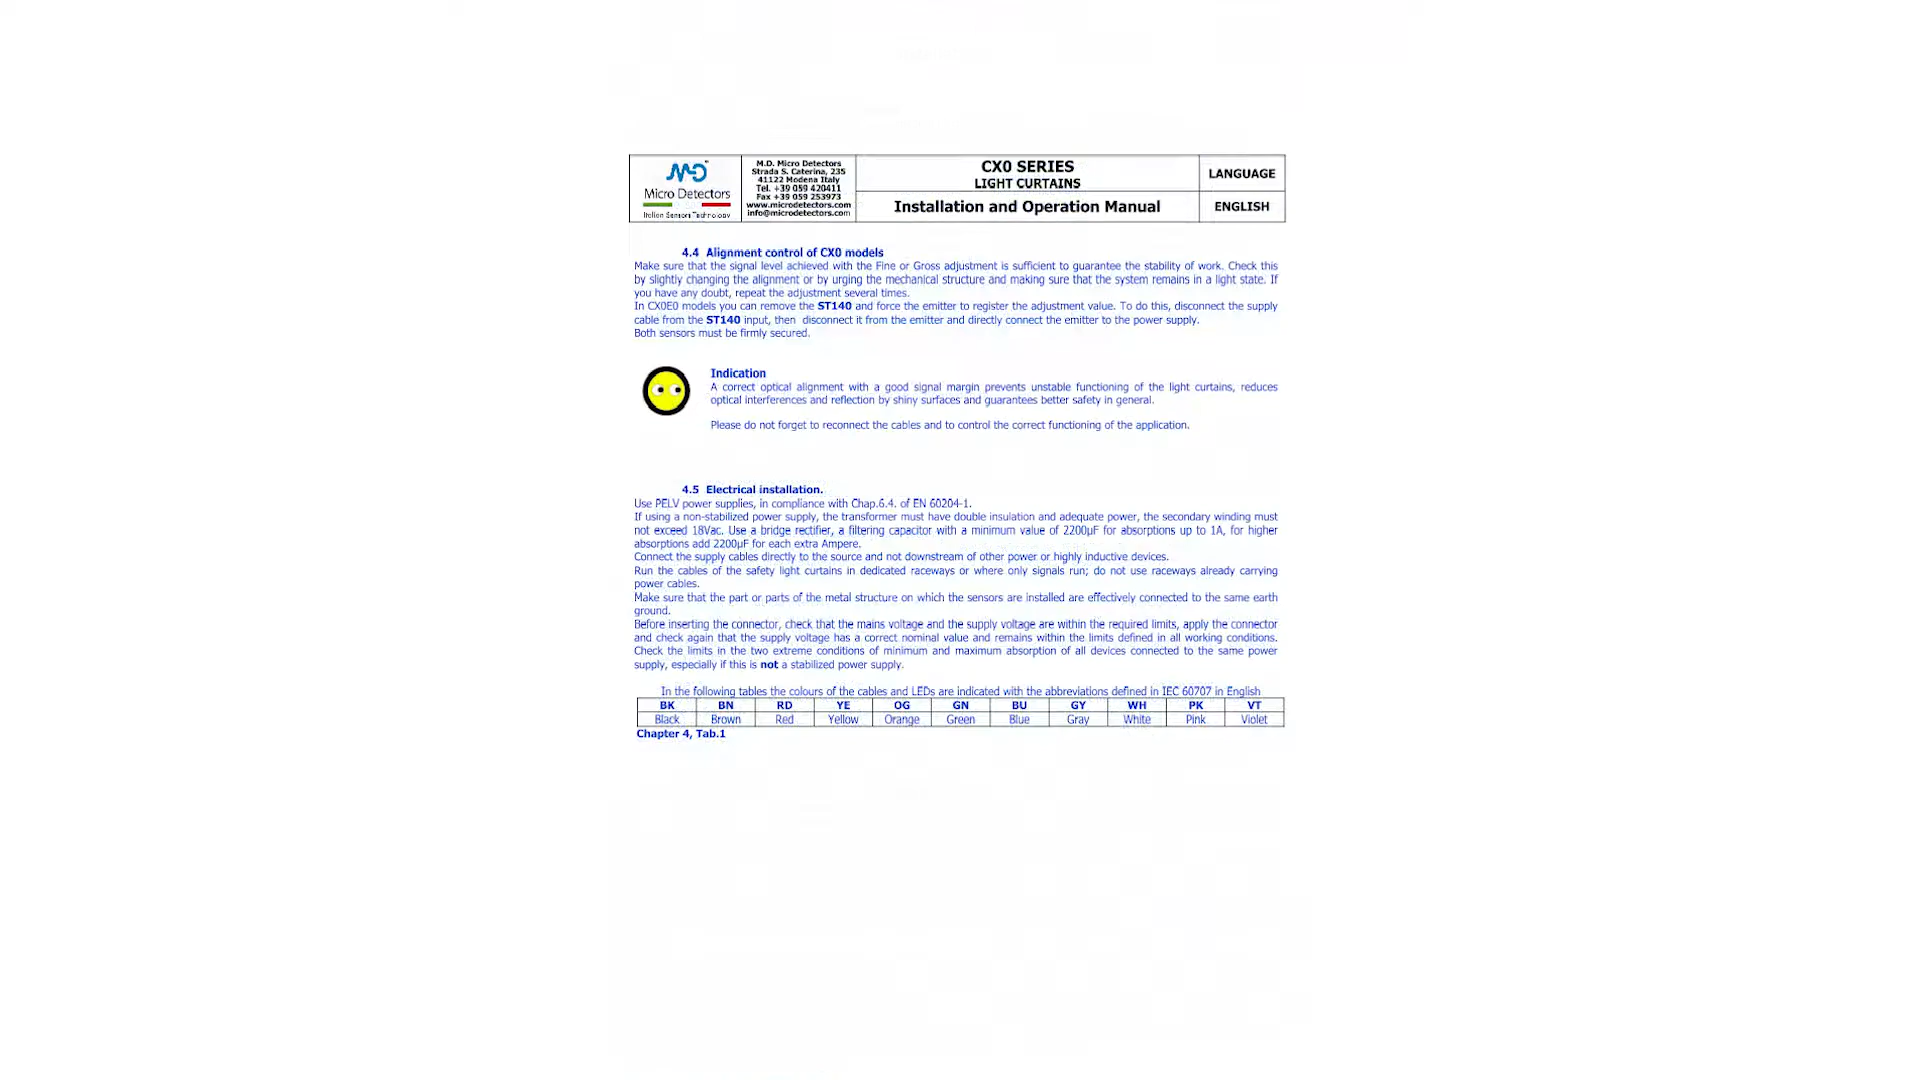 MD
Micro Detectors
Italian Sensors Technology
M.D. Micro Detectors
Strada S. Caterina, 235
41122 Modena Italy
Tel. +39 059 420411
Fax +39 059 253973
www.microdetectors.com
info@microdetectors.com
CX0 SERIES
LIGHT CURTAINS
Installation and Operation Manual
LANGUAGE
ENGLISH
4.4 Alignment control of CX0 models
Make sure that the signal level achieved with the Fine or Gross adjustment is sufficient to guarantee the stability of work. Check this
by slightly changing the alignment or by urging the mechanical structure and making sure that the system remains in a light state. If
you have any doubt, repeat the adjustment several times.
In CX0E0 models you can remove the ST140 and force the emitter to register the adjustment value. To do this, disconnect the supply
cable from the ST140 input, then disconnect it from the emitter and directly connect the emitter to the power supply.
Both sensors must be firmly secured.
Indication
A correct optical alignment with a good signal margin prevents unstable functioning of the light curtains, reduces
optical interferences and reflection by shiny surfaces and guarantees better safety in general.
Please do not forget to reconnect the cables and to control the correct functioning of the application.
4.5 Electrical installation.
Use PELV power supplies, in compliance with Chap.6.4. of EN 60204-1.
If using a non-stabilized power supply, the transformer must have double insulation and adequate power, the secondary winding must
not exceed 18Vac. Use a bridge rectifier, a filtering capacitor with a minimum value of 2200µF for absorptions up to 1A, for higher
absorptions add 2200µF for each extra Ampere.
Connect the supply cables directly to the source and not downstream of other power or highly inductive devices.
Run the cables of the safety light curtains in dedicated raceways or where only signals run; do not use raceways already carrying
power cables.
Make sure that the part or parts of the metal structure on which the sensors are installed are effectively connected to the same earth
ground.
Before inserting the connector, check that the mains voltage and the supply voltage are within the required limits, apply the connector
and check again that the supply voltage has a correct nominal value and remains within the limits defined in all working conditions.
Check the limits in the two extreme conditions of minimum and maximum absorption of all devices connected to the same power
supply, especially if this is not a stabilized power supply.
In the following tables the colours of the cables and LEDs are indicated with the abbreviations defined in IEC 60707 in English
BK BN RD YE OG GN BU GY WH PK VT
Black Brown Red Yellow Orange Green Blue Gray White Pink Violet
Chapter 4, Tab.1